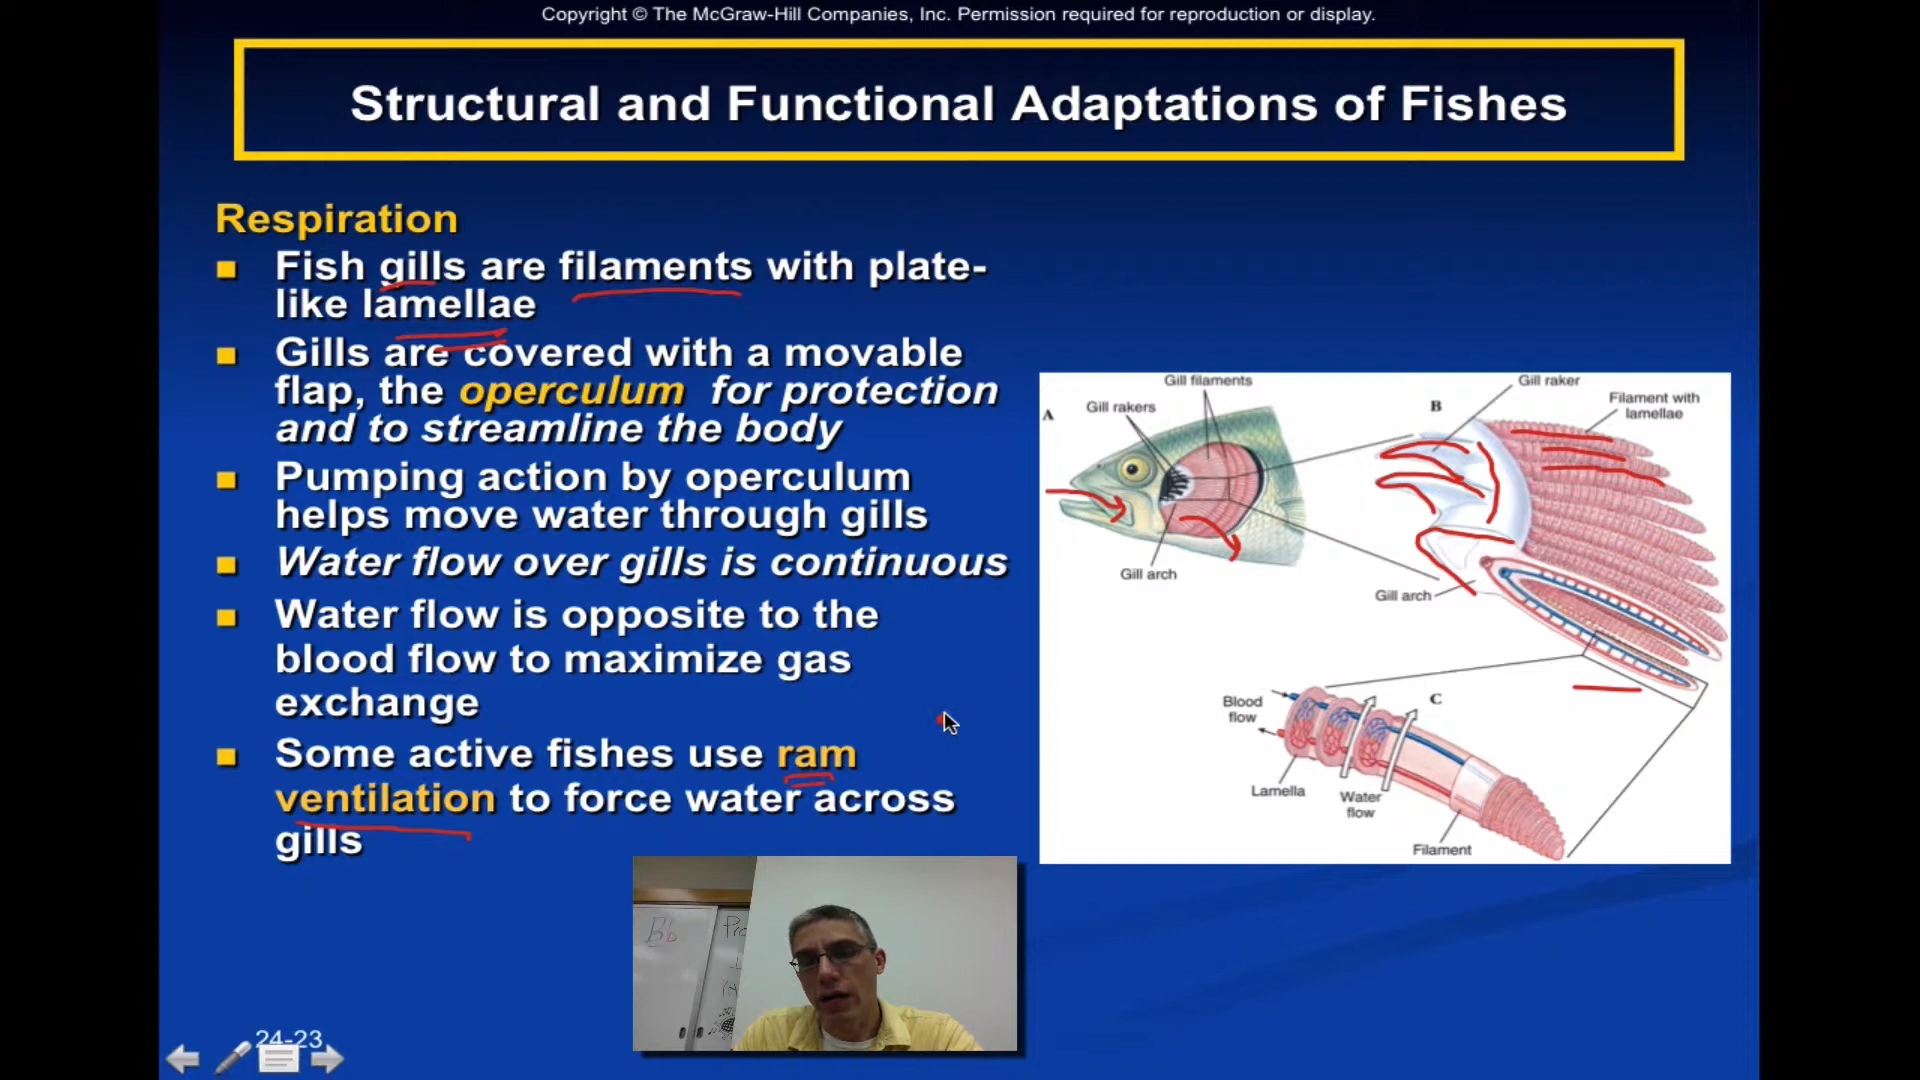 Copyright © The McGraw-Hill Companies, Inc. Permission required for reproduction or display.
Structural and Functional Adaptations of Fishes
Respiration
Fish gills are filaments with plate-
like lamellae
Gills are covered with a movable
flap, the operculum for protection
and to streamline the body
Pumping action by operculum
helps move water through gills
Water flow over gills is continuous
Water flow is opposite to the
blood flow to maximize gas
exchange
Some active fishes use ram
ventilation to force water across
gills
A
Gill filaments
Gill rakers
Gill arch
B
Gill raker
Filament with
lamellae
Gill arch
C
Blood
flow
Lamella
Water
flow
Filament
Bb
24-23